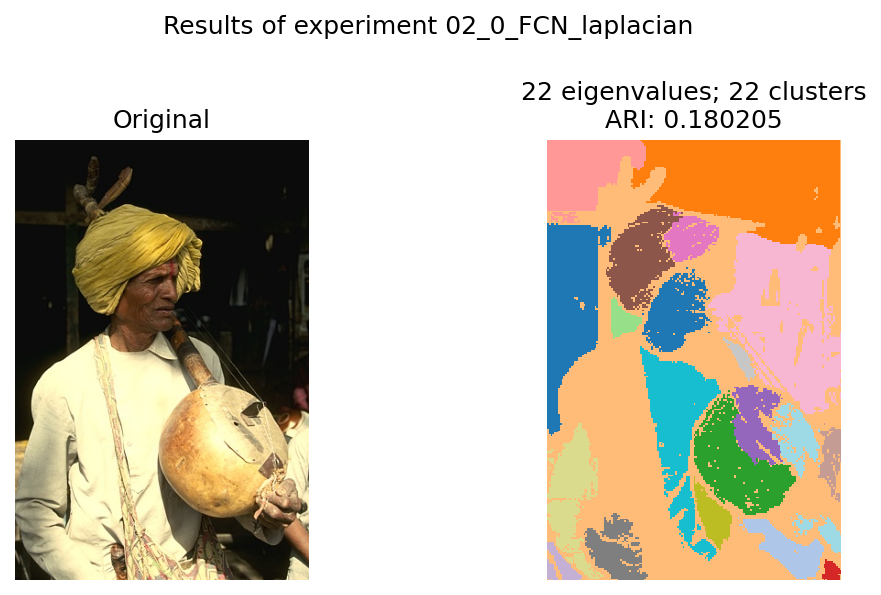 Results of experiment 02_0_FCN_laplacian
Original
22 eigenvalues; 22 clusters
ARI: 0.180205